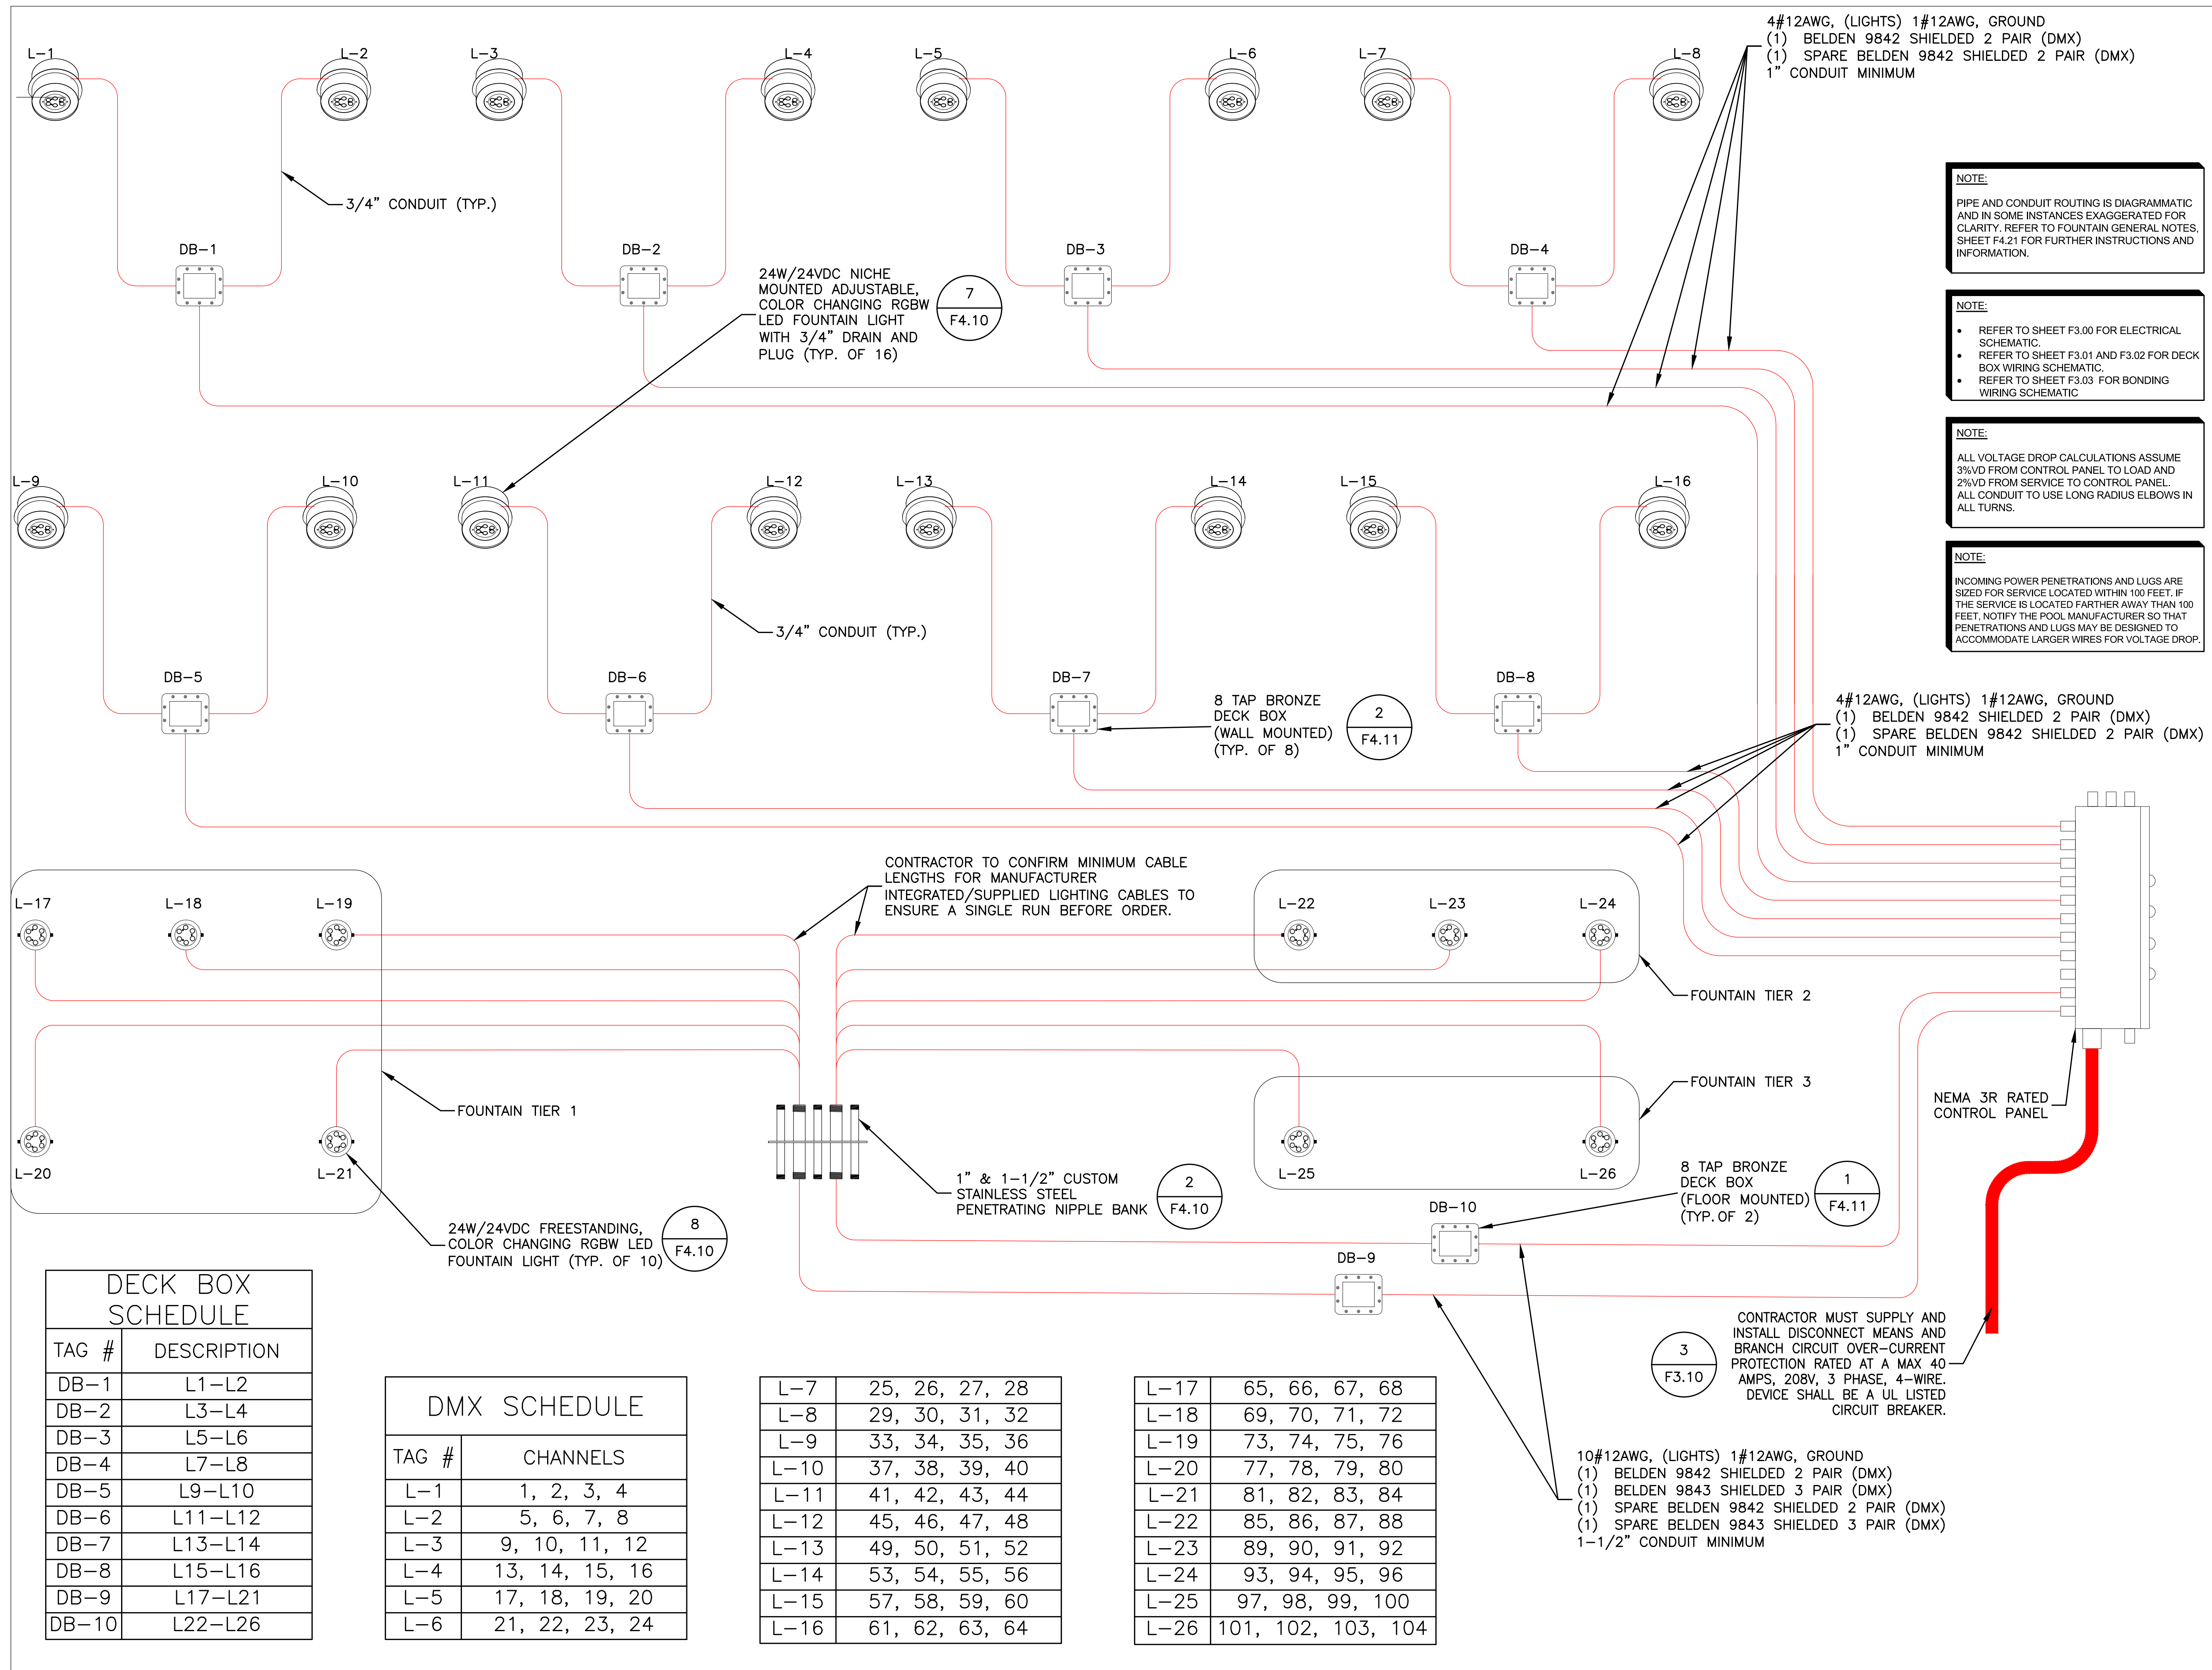 4#12AWG, (LIGHTS) 1#12AWG, GROUND
(1) BELDEN 9842 SHIELDED 2 PAIR (DMX)
(1) SPARE BELDEN 9842 SHIELDED 2 PAIR (DMX)
1" CONDUIT MINIMUM
L-1
L-2
L-3
L-4
L-5
L-6
L-7
L-8
3/4" CONDUIT (TYP.)
DB-1
DB-2
DB-3
DB-4
24W/24VDC NICHE
MOUNTED ADJUSTABLE,
COLOR CHANGING RGBW
LED FOUNTAIN LIGHT
WITH 3/4" DRAIN AND
PLUG (TYP. OF 16)
7
F4.10
NOTE:
PIPE AND CONDUIT ROUTING IS DIAGRAMMATIC
AND IN SOME INSTANCES EXAGGERATED FOR
CLARITY. REFER TO FOUNTAIN GENERAL NOTES,
SHEET F4.21 FOR FURTHER INSTRUCTIONS AND
INFORMATION.
NOTE:
• REFER TO SHEET F3.00 FOR ELECTRICAL
SCHEMATIC.
• REFER TO SHEET F3.01 AND F3.02 FOR DECK
BOX WIRING SCHEMATIC.
• REFER TO SHEET F3.03 FOR BONDING
WIRING SCHEMATIC
NOTE:
ALL VOLTAGE DROP CALCULATIONS ASSUME
3%VD FROM CONTROL PANEL TO LOAD AND
2%VD FROM SERVICE TO CONTROL PANEL.
ALL CONDUIT TO USE LONG RADIUS ELBOWS IN
ALL TURNS.
NOTE:
INCOMING POWER PENETRATIONS AND LUGS ARE
SIZED FOR SERVICE LOCATED WITHIN 100 FEET. IF
THE SERVICE IS LOCATED FARTHER AWAY THAN 100
FEET, NOTIFY THE POOL MANUFACTURER SO THAT
PENETRATIONS AND LUGS MAY BE DESIGNED TO
ACCOMMODATE LARGER WIRES FOR VOLTAGE DROP.
L-9
L-10
L-11
L-12
L-13
L-14
L-15
L-16
3/4" CONDUIT (TYP.)
DB-5
DB-6
DB-7
DB-8
8 TAP BRONZE
DECK BOX
(WALL MOUNTED)
(TYP. OF 8)
2
F4.11
4#12AWG, (LIGHTS) 1#12AWG, GROUND
(1) BELDEN 9842 SHIELDED 2 PAIR (DMX)
(1) SPARE BELDEN 9842 SHIELDED 2 PAIR (DMX)
1" CONDUIT MINIMUM
CONTRACTOR TO CONFIRM MINIMUM CABLE
LENGTHS FOR MANUFACTURER
INTEGRATED/SUPPLIED LIGHTING CABLES TO
ENSURE A SINGLE RUN BEFORE ORDER.
L-17
L-18
L-19
L-22
L-23
L-24
FOUNTAIN TIER 2
FOUNTAIN TIER 1
FOUNTAIN TIER 3
NEMA 3R RATED
CONTROL PANEL
L-20
L-21
L-25
L-26
1" & 1-1/2" CUSTOM
STAINLESS STEEL
PENETRATING NIPPLE BANK
2
F4.10
8 TAP BRONZE
DECK BOX
(FLOOR MOUNTED)
(TYP.OF 2)
1
F4.11
24W/24VDC FREESTANDING,
COLOR CHANGING RGBW LED
FOUNTAIN LIGHT (TYP. OF 10)
8
F4.10
DB-10
DB-9
CONTRACTOR MUST SUPPLY AND
INSTALL DISCONNECT MEANS AND
BRANCH CIRCUIT OVER-CURRENT
PROTECTION RATED AT A MAX 40
AMPS, 208V, 3 PHASE, 4-WIRE.
DEVICE SHALL BE A UL LISTED
CIRCUIT BREAKER.
3
F3.10
10#12AWG, (LIGHTS) 1#12AWG, GROUND
(1) BELDEN 9842 SHIELDED 2 PAIR (DMX)
(1) BELDEN 9843 SHIELDED 3 PAIR (DMX)
(1) SPARE BELDEN 9842 SHIELDED 2 PAIR (DMX)
(1) SPARE BELDEN 9843 SHIELDED 3 PAIR (DMX)
1-1/2" CONDUIT MINIMUM
DECK BOX
SCHEDULE
TAG # DESCRIPTION
DB-1 L1-L2
DB-2 L3-L4
DB-3 L5-L6
DB-4 L7-L8
DB-5 L9-L10
DB-6 L11-L12
DB-7 L13-L14
DB-8 L15-L16
DB-9 L17-L21
DB-10 L22-L26
DMX SCHEDULE
TAG # CHANNELS
L-1 1, 2, 3, 4
L-2 5, 6, 7, 8
L-3 9, 10, 11, 12
L-4 13, 14, 15, 16
L-5 17, 18, 19, 20
L-6 21, 22, 23, 24
L-7 25, 26, 27, 28
L-8 29, 30, 31, 32
L-9 33, 34, 35, 36
L-10 37, 38, 39, 40
L-11 41, 42, 43, 44
L-12 45, 46, 47, 48
L-13 49, 50, 51, 52
L-14 53, 54, 55, 56
L-15 57, 58, 59, 60
L-16 61, 62, 63, 64
L-17 65, 66, 67, 68
L-18 69, 70, 71, 72
L-19 73, 74, 75, 76
L-20 77, 78, 79, 80
L-21 81, 82, 83, 84
L-22 85, 86, 87, 88
L-23 89, 90, 91, 92
L-24 93, 94, 95, 96
L-25 97, 98, 99, 100
L-26 101, 102, 103, 104